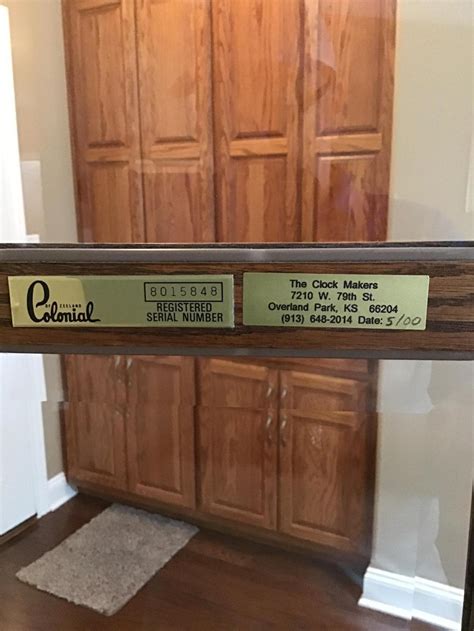 Colonial
OF ZEELAND
8015848
REGISTERED
SERIAL NUMBER
The Clock Makers
7210 W. 79th St.
Overland Park, KS 66204
(913) 648-2014 Date: 5/00